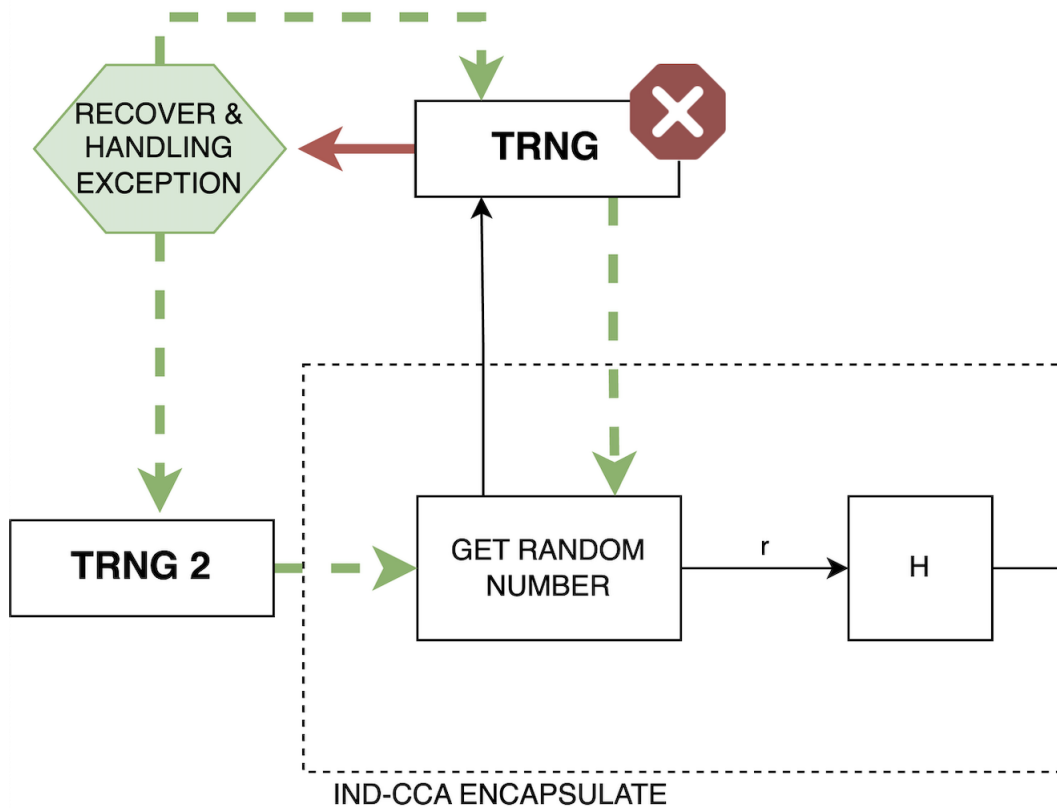 RECOVER &
HANDLING
EXCEPTION
TRNG
TRNG 2
GET RANDOM
NUMBER
r
H
IND-CCA ENCAPSULATE